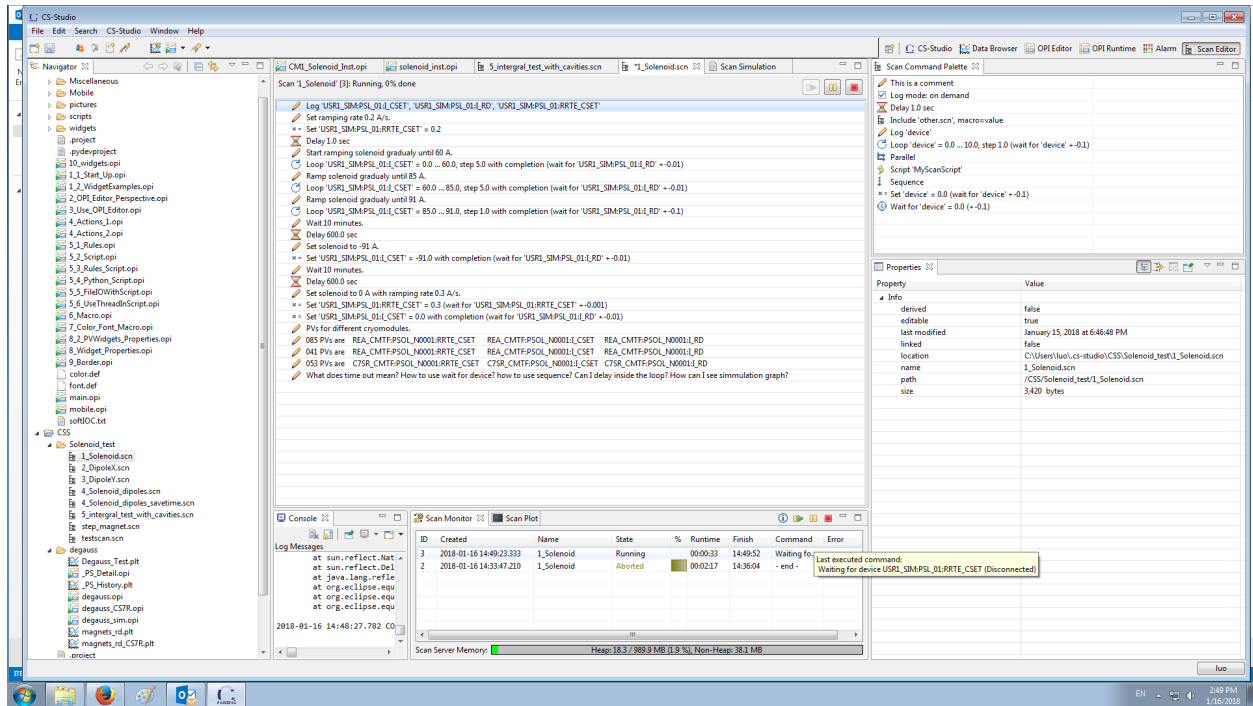 CS-Studio
File Edit Search CS-Studio Window Help
CS-Studio Data Browser OPI Editor OPI Runtime Alarm Scan Editor
Navigator
Miscellaneous
Mobile
pictures
scripts
widgets
.project
.pydevproject
10_widgets.opi
1_1_Start_Up.opi
1_2_WidgetExamples.opi
2_OPI_Editor_Perspective.opi
3_Use_OPI_Editor.opi
4_Actions_1.opi
4_Actions_2.opi
5_1_Rules.opi
5_2_Script.opi
5_3_Rules_Script.opi
5_4_Python_Script.opi
5_5_FileIOWithScript.opi
5_6_UseThreadInScript.opi
6_Macro.opi
7_Color_Font_Macro.opi
8_2_PVWidgets_Properties.opi
8_Widget_Properties.opi
9_Border.opi
color.def
font.def
main.opi
mobile.opi
softIOC.txt
CSS
Solenoid_test
1_Solenoid.scn
2_DipoleX.scn
3_DipoleY.scn
4_Solenoid_dipoles.scn
4_Solenoid_dipoles_savetime.scn
5_intergral_test_with_cavities.scn
step_magnet.scn
testscan.scn
degauss
Degauss_Test.plt
_PS_Detail.opi
_PS_History.plt
degauss.opi
degauss_CS7R.opi
degauss_sim.opi
magnets_rd.plt
magnets_rd_CS7R.plt
.project
CM1_Solenoid_Inst.opi solenoid_inst.opi 5_intergral_test_with_cavities.scn *1_Solenoid.scn Scan Simulation
Scan '1_Solenoid' [3]: Running, 0% done
Log 'USR1_SIM:PSL_01:I_CSET', 'USR1_SIM:PSL_01:I_RD', 'USR1_SIM:PSL_01:RRTE_CSET'
Set ramping rate 0.2 A/s.
Set 'USR1_SIM:PSL_01:RRTE_CSET' = 0.2
Delay 1.0 sec
Start ramping solenoid gradualy until 60 A.
Loop 'USR1_SIM:PSL_01:I_CSET' = 0.0 ... 60.0, step 5.0 with completion (wait for 'USR1_SIM:PSL_01:I_RD' +-0.01)
Ramp solenoid gradualy until 85 A.
Loop 'USR1_SIM:PSL_01:I_CSET' = 60.0 ... 85.0, step 5.0 with completion (wait for 'USR1_SIM:PSL_01:I_RD' +-0.01)
Ramp solenoid gradualy until 91 A.
Loop 'USR1_SIM:PSL_01:I_CSET' = 85.0 ... 91.0, step 1.0 with completion (wait for 'USR1_SIM:PSL_01:I_RD' +-0.1)
Wait 10 minutes.
Delay 600.0 sec
Set solenoid to -91 A.
Set 'USR1_SIM:PSL_01:I_CSET' = -91.0 with completion (wait for 'USR1_SIM:PSL_01:I_RD' +-0.01)
Wait 10 minutes.
Delay 600.0 sec
Set solenoid to 0 A with ramping rate 0.3 A/s.
Set 'USR1_SIM:PSL_01:RRTE_CSET' = 0.3 (wait for 'USR1_SIM:PSL_01:RRTE_CSET' +-0.001)
Set 'USR1_SIM:PSL_01:I_CSET' = 0.0 with completion (wait for 'USR1_SIM:PSL_01:I_RD' +-0.01)
PVs for different cryomodules.
085 PVs are REA_CMTF:PSOL_N0001:RRTE_CSET REA_CMTF:PSOL_N0001:I_CSET REA_CMTF:PSOL_N0001:I_RD
041 PVs are REA_CMTF:PSOL_N0001:RRTE_CSET REA_CMTF:PSOL_N0001:I_CSET REA_CMTF:PSOL_N0001:I_RD
053 PVs are C7SR_CMTF:PSOL_N0001:RRTE_CSET C7SR_CMTF:PSOL_N0001:I_CSET C7SR_CMTF:PSOL_N0001:I_RD
What does time out mean? How to use wait for device? how to use sequence? Can I delay inside the loop? How can I see simmulation graph?
Console
Log Messages
at sun.reflect.Nat
at sun.reflect.Del
at java.lang.refle
at org.eclipse.equ
at org.eclipse.equ
at org.eclipse.equ
2018-01-16 14:48:27.782 CO
Scan Monitor Scan Plot
ID Created Name State % Runtime Finish Command Error
3 2018-01-16 14:49:23.333 1_Solenoid Running 00:00:33 14:49:52 Waiting fo..
2 2018-01-16 14:33:47.210 1_Solenoid Aborted 00:02:17 14:36:04 - end -
Last executed command:
Waiting for device USR1_SIM:PSL_01:RRTE_CSET (Disconnected)
Scan Server Memory: Heap: 18.3 / 989.9 MB (1.9 %), Non-Heap: 38.1 MB
Scan Command Palette
This is a comment
Log mode: on demand
Delay 1.0 sec
Include 'other.scn', macro=value
Log 'device'
Loop 'device' = 0.0 ... 10.0, step 1.0 (wait for 'device' +-0.1)
Parallel
Script 'MyScanScript'
Sequence
Set 'device' = 0.0 (wait for 'device' +-0.1)
Wait for 'device' = 0.0 (+-0.1)
Properties
Property Value
Info
derived false
editable true
last modified January 15, 2018 at 6:46:48 PM
linked false
location C:\Users\luo\.cs-studio\CSS\Solenoid_test\1_Solenoid.scn
name 1_Solenoid.scn
path /CSS/Solenoid_test/1_Solenoid.scn
size 3,420 bytes
luo
EN 2:49 PM
1/16/2018